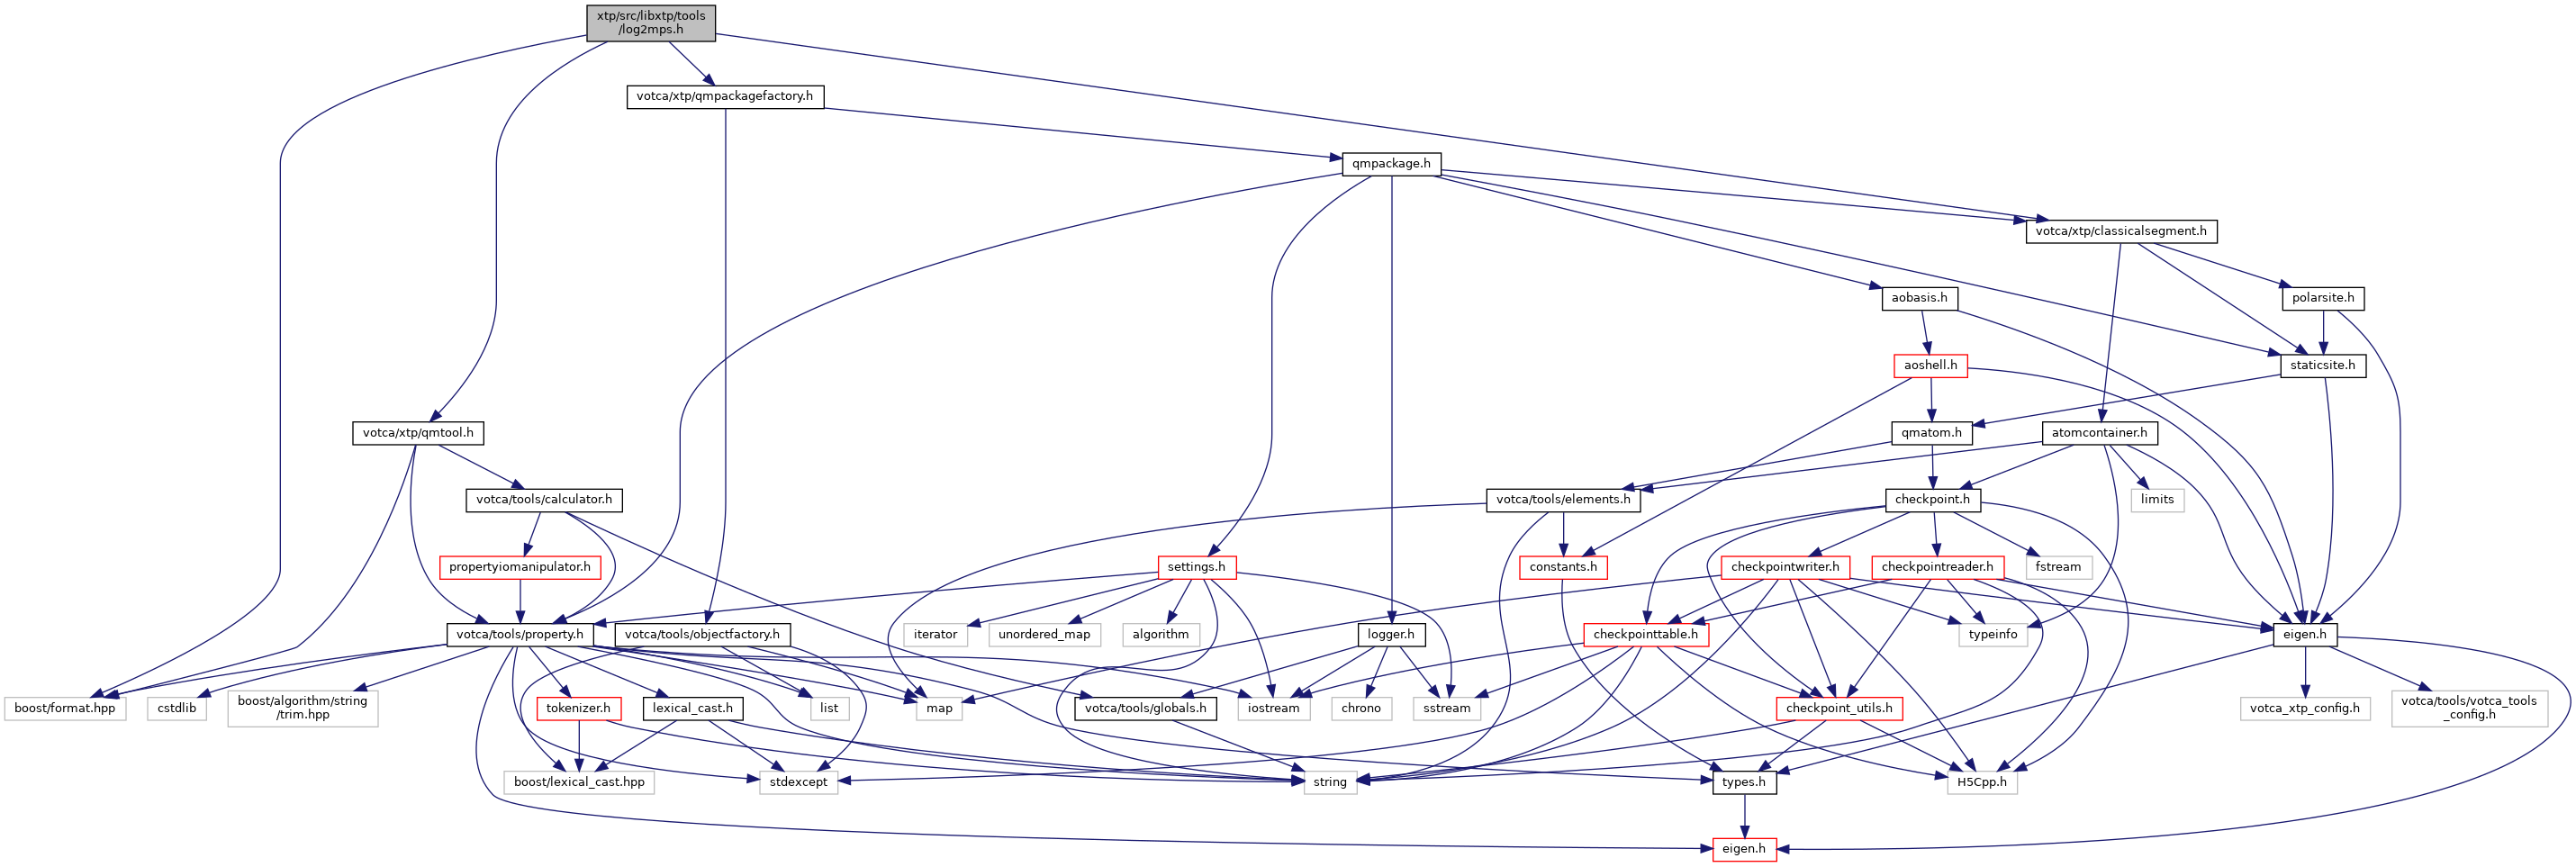 xtp/src/libxtp/tools
/log2mps.h
votca/xtp/qmpackagefactory.h
qmpackage.h
votca/xtp/classicalsegment.h
aobasis.h
polarsite.h
aoshell.h
staticsite.h
votca/xtp/qmtool.h
qmatom.h
atomcontainer.h
votca/tools/calculator.h
votca/tools/elements.h
checkpoint.h
limits
propertyiomanipulator.h
settings.h
constants.h
checkpointwriter.h
checkpointreader.h
fstream
votca/tools/property.h
votca/tools/objectfactory.h
iterator
unordered_map
algorithm
logger.h
checkpointtable.h
typeinfo
eigen.h
boost/format.hpp
cstdlib
boost/algorithm/string
/trim.hpp
tokenizer.h
lexical_cast.h
list
map
votca/tools/globals.h
iostream
chrono
sstream
checkpoint_utils.h
votca_xtp_config.h
votca/tools/votca_tools
_config.h
boost/lexical_cast.hpp
stdexcept
string
types.h
H5Cpp.h
eigen.h